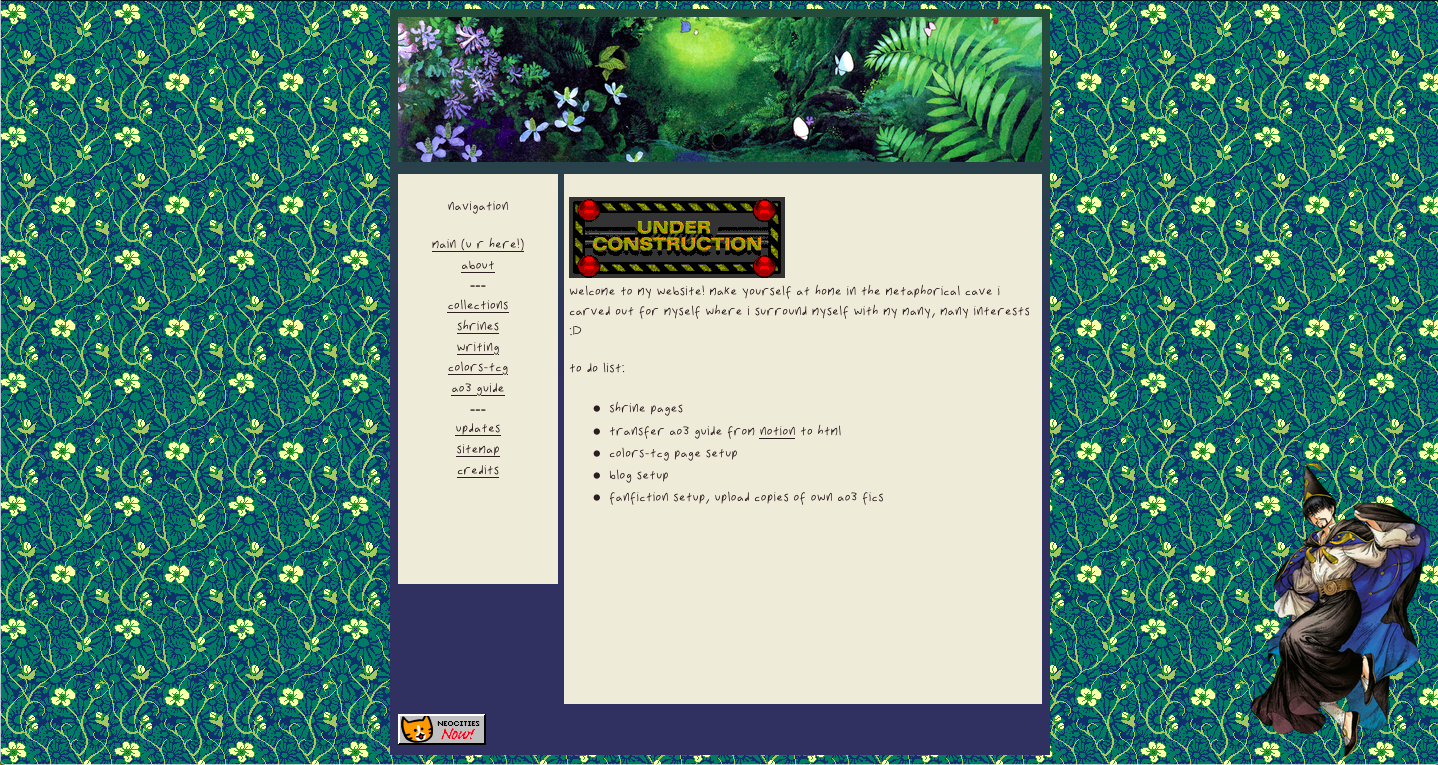 navigation
main (u r here!)
about
---
collections
shrines
writing
colors-tcg
ao3 guide
---
updates
sitemap
credits
UNDER
CONSTRUCTION
welcome to my website! make yourself at home in the metaphorical cave i
carved out for myself where i surround myself with my many, many interests
:D
to do list:
shrine pages
transfer ao3 guide from notion to html
colors-tcg page setup
blog setup
fanfiction setup, upload copies of own ao3 fics
NEOCITIES
Now!